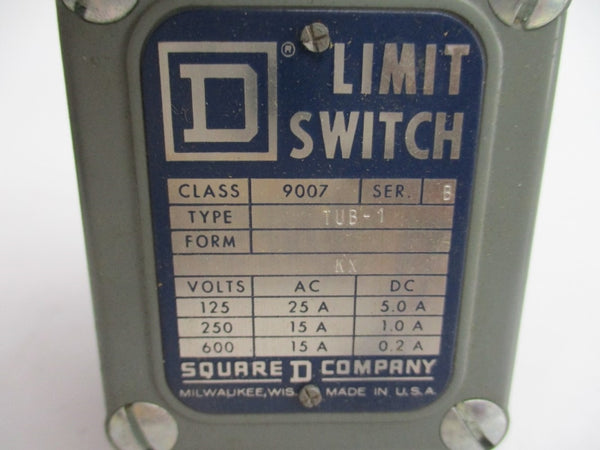 D ® LIMIT
SWITCH
CLASS 9007 SER. B
TYPE TUB-1
FORM
KX
VOLTS AC DC
125 25 A 5.0 A
250 15 A 1.0 A
600 15 A 0.2 A
SQUARE D COMPANY
MILWAUKEE, WIS. MADE IN U.S.A.